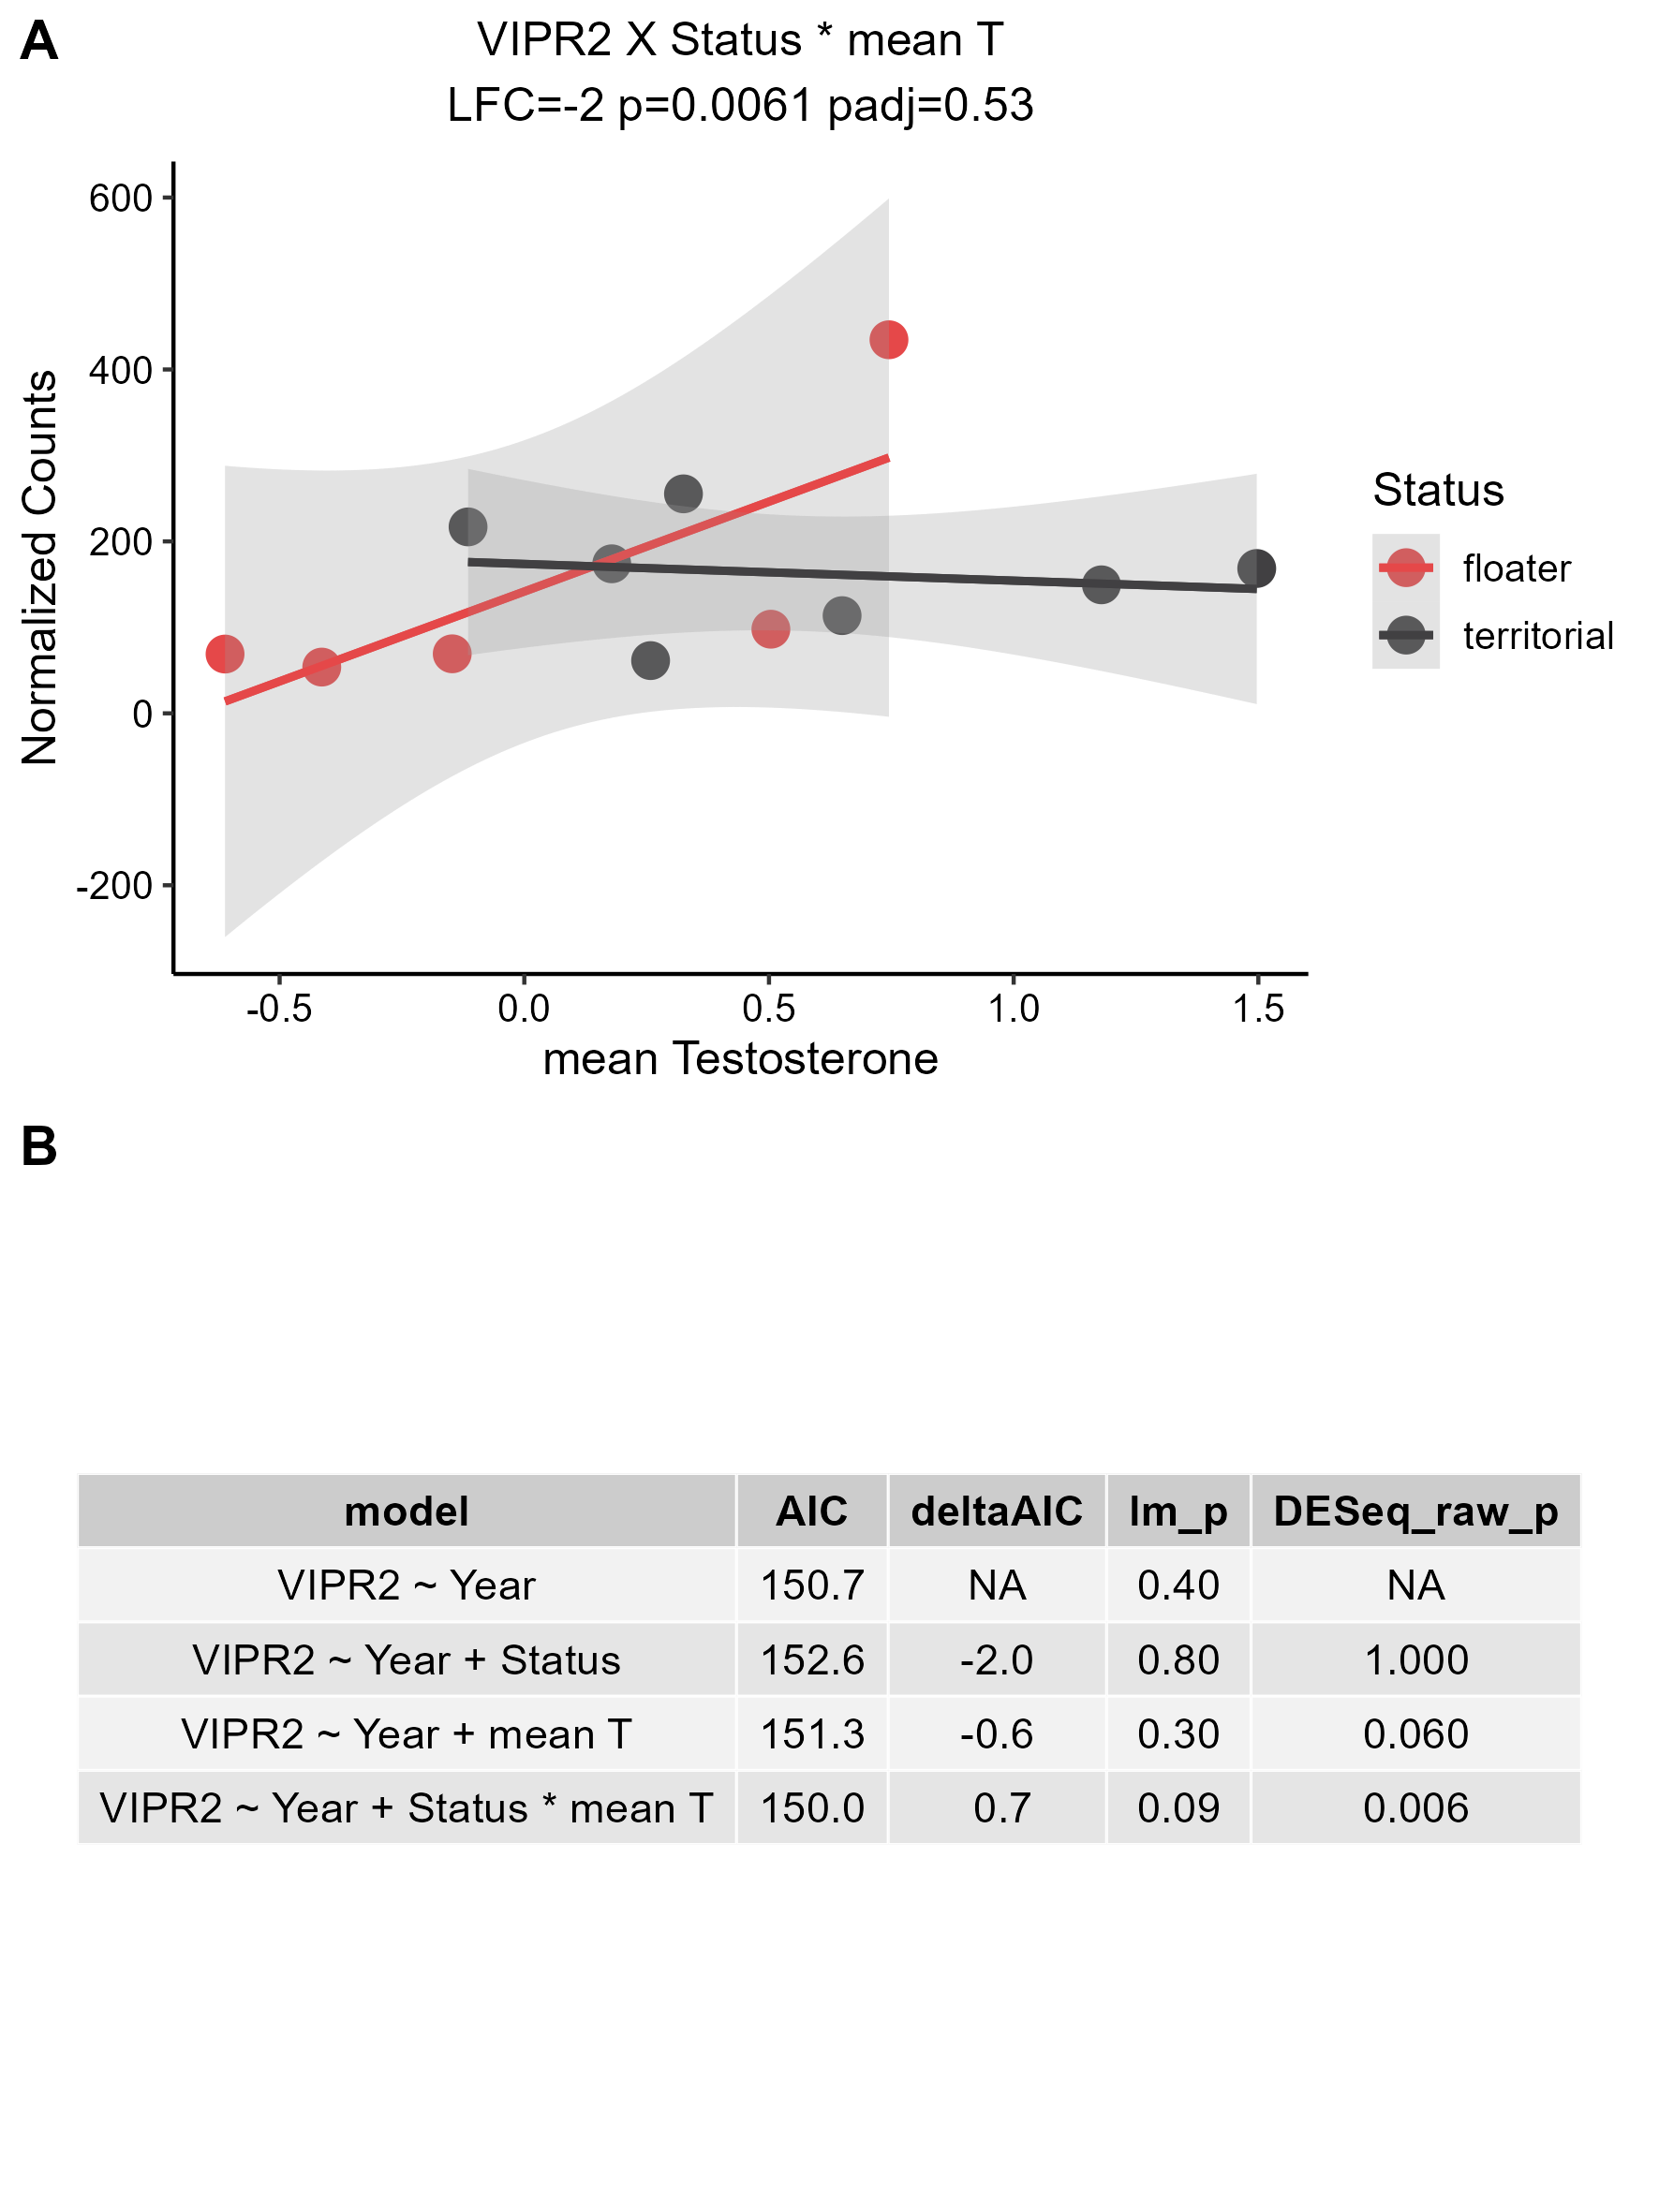 A
VIPR2 X Status * mean T
LFC=-2 p=0.0061 padj=0.53
Normalized Counts
600
400
200
0
-200
-0.5 0.0 0.5 1.0 1.5
mean Testosterone
Status
floater
territorial
B
model AIC deltaAIC lm_p DESeq_raw_p
VIPR2 ~ Year 150.7 NA 0.40 NA
VIPR2 ~ Year + Status 152.6 -2.0 0.80 1.000
VIPR2 ~ Year + mean T 151.3 -0.6 0.30 0.060
VIPR2 ~ Year + Status * mean T 150.0 0.7 0.09 0.006